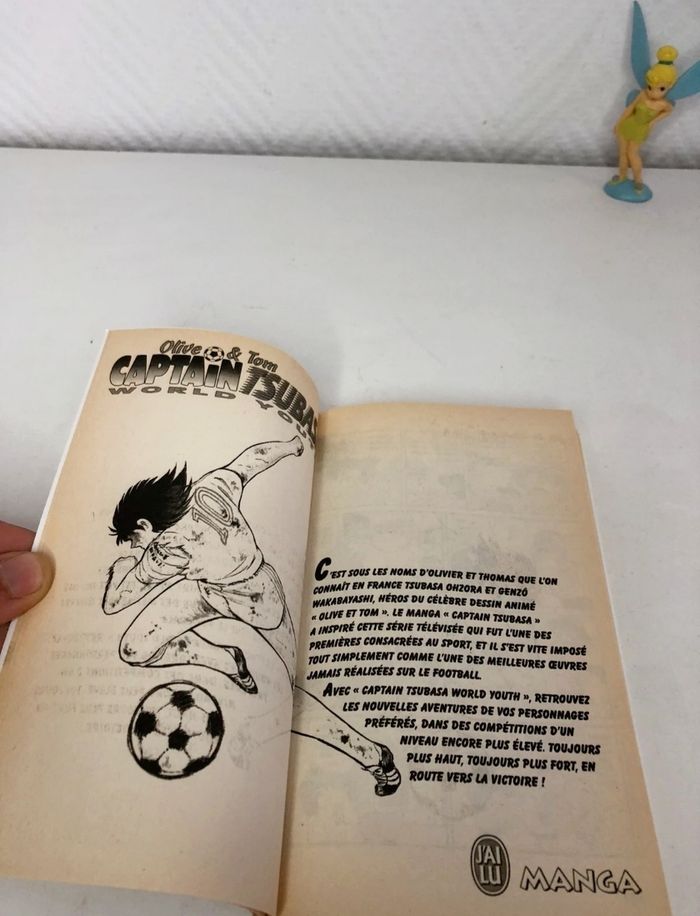 Olive & Tom
CAPTAIN TSUBAS
WORLD YOU
10
C'EST SOUS LES NOMS D'OLIVIER ET THOMAS QUE L'ON
CONNAÎT EN FRANCE TSUBASA OHZORA ET GENZÔ
WAKABAYASHI, HÉROS DU CÉLÈBRE DESSIN ANIMÉ
« OLIVE ET TOM ». LE MANGA « CAPTAIN TSUBASA »
A INSPIRÉ CETTE SÉRIE TÉLÉVISÉE QUI FUT L'UNE DES
PREMIÈRES CONSACRÉES AU SPORT, ET IL S'EST VITE IMPOSÉ
TOUT SIMPLEMENT COMME L'UNE DES MEILLEURES ŒUVRES
JAMAIS RÉALISÉES SUR LE FOOTBALL.
AVEC « CAPTAIN TSUBASA WORLD YOUTH », RETROUVEZ
LES NOUVELLES AVENTURES DE VOS PERSONNAGES
PRÉFÉRÉS, DANS DES COMPÉTITIONS D'UN
NIVEAU ENCORE PLUS ÉLEVÉ. TOUJOURS
PLUS HAUT, TOUJOURS PLUS FORT, EN
ROUTE VERS LA VICTOIRE !
J'AI
LU
MANGA